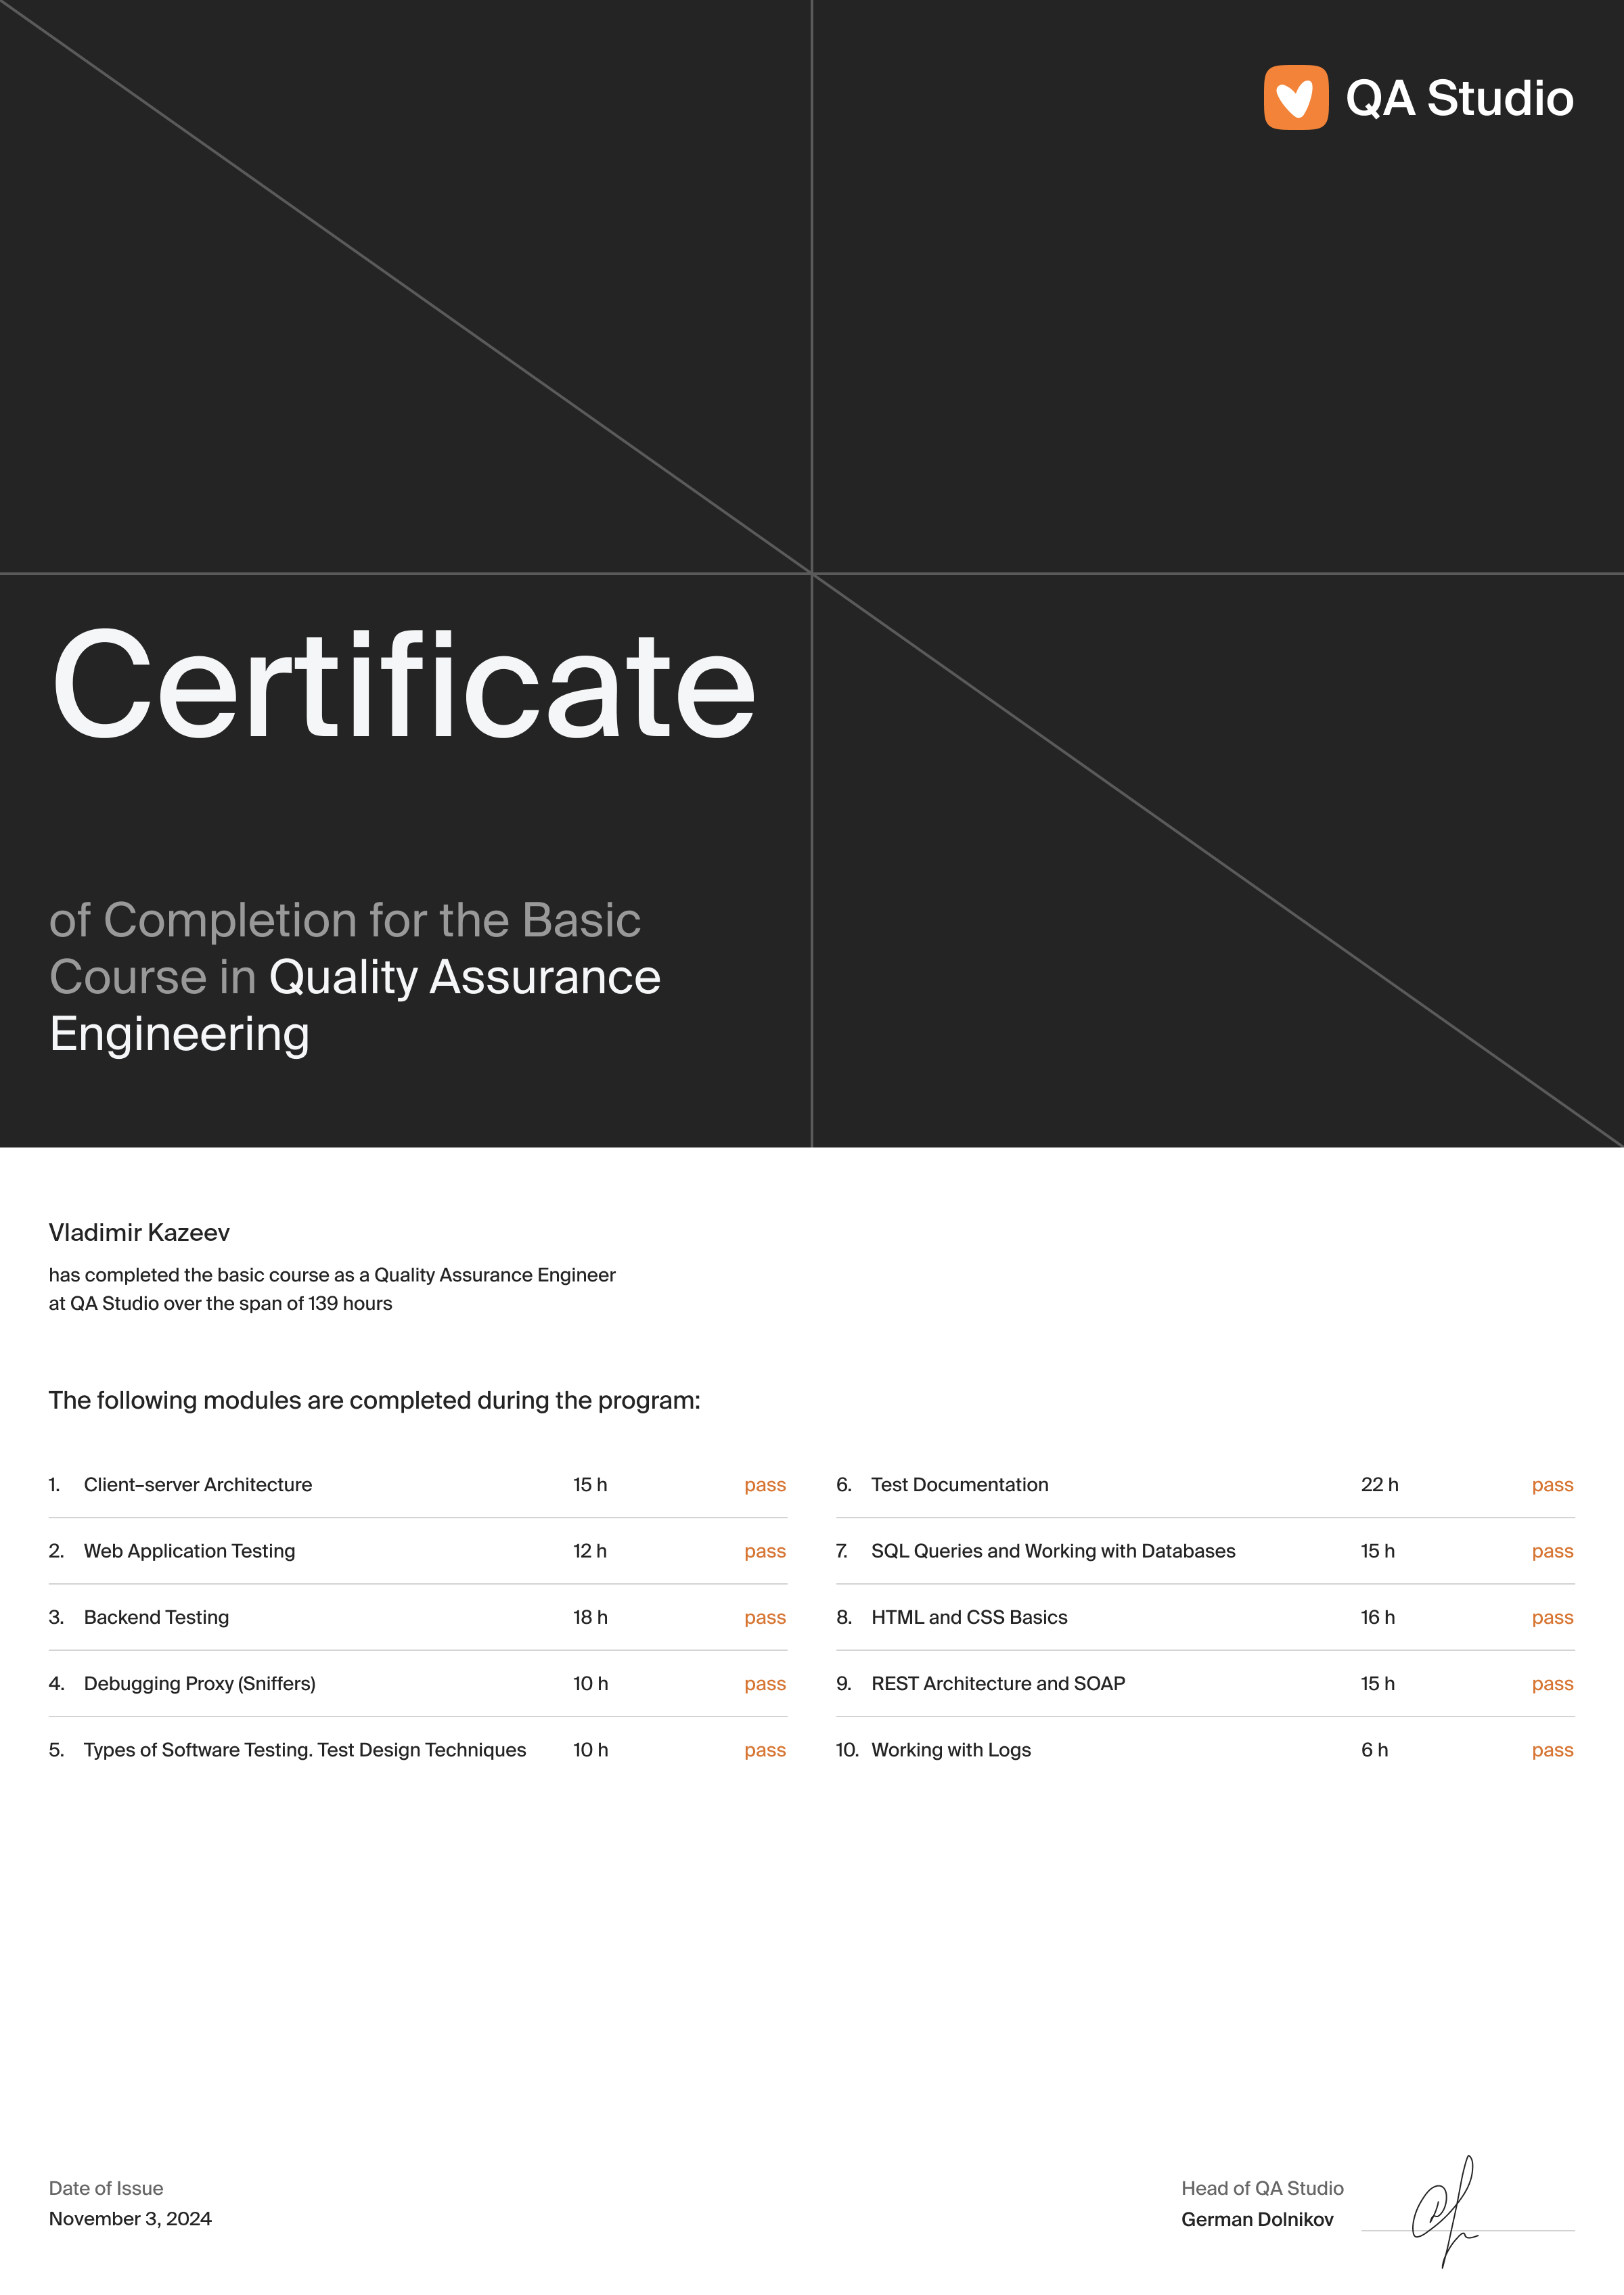 QA Studio
Certificate
of Completion for the Basic
Course in Quality Assurance
Engineering
Vladimir Kazeev
has completed the basic course as a Quality Assurance Engineer
at QA Studio over the span of 139 hours
The following modules are completed during the program:
1. Client–server Architecture 15 h pass
2. Web Application Testing 12 h pass
3. Backend Testing 18 h pass
4. Debugging Proxy (Sniffers) 10 h pass
5. Types of Software Testing. Test Design Techniques 10 h pass
6. Test Documentation 22 h pass
7. SQL Queries and Working with Databases 15 h pass
8. HTML and CSS Basics 16 h pass
9. REST Architecture and SOAP 15 h pass
10. Working with Logs 6 h pass
Date of Issue
November 3, 2024
Head of QA Studio
German Dolnikov